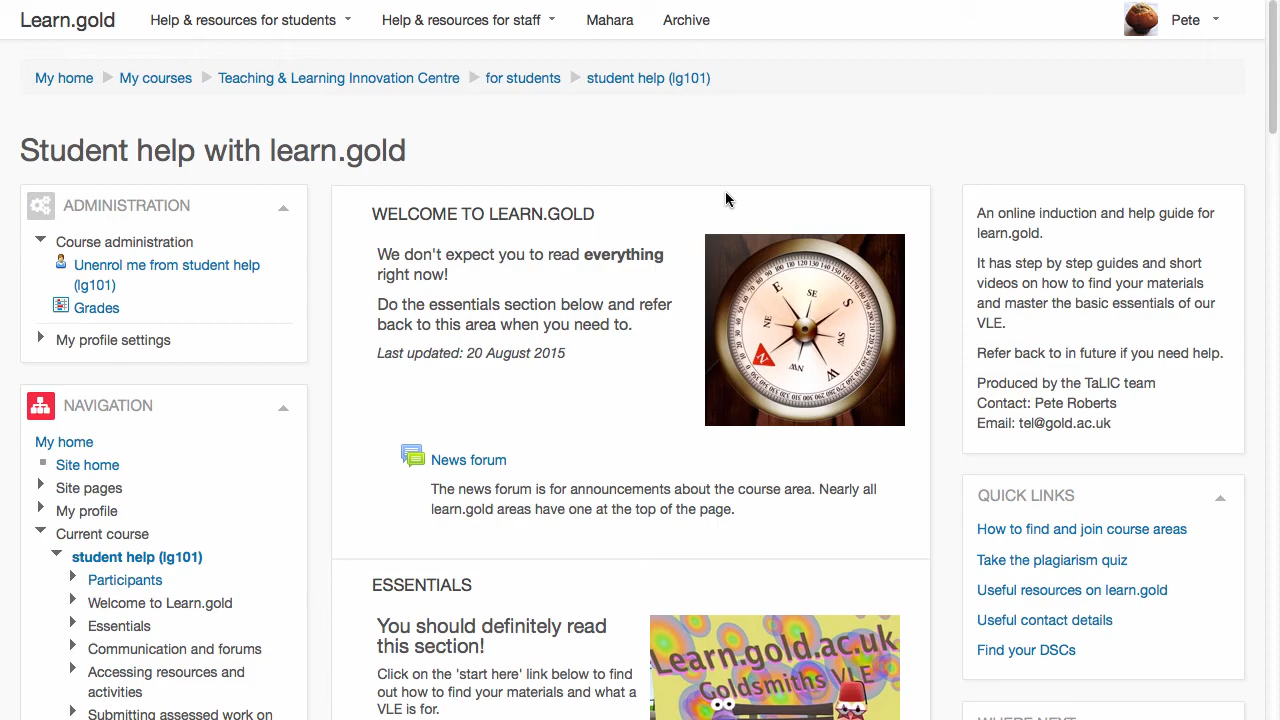 Learn.gold
Help & resources for students
Help & resources for staff
Mahara
Archive
Pete
My home
My courses
Teaching & Learning Innovation Centre
for students
student help (lg101)
Student help with learn.gold
ADMINISTRATION
Course administration
Unenrol me from student help
(lg101)
Grades
My profile settings
NAVIGATION
My home
Site home
Site pages
My profile
Current course
student help (lg101)
Participants
Welcome to Learn.gold
Essentials
Communication and forums
Accessing resources and
activities
Submitting assessed work on
WELCOME TO LEARN.GOLD
We don't expect you to read everything
right now!
Do the essentials section below and refer
back to this area when you need to.
Last updated: 20 August 2015
E
SE
S
NE
SW
N
NW
W
News forum
The news forum is for announcements about the course area. Nearly all
learn.gold areas have one at the top of the page.
ESSENTIALS
You should definitely read
this section!
Click on the 'start here' link below to find
out how to find your materials and what a
VLE is for.
Learn.gold.ac.uk
Goldsmiths VLE
An online induction and help guide for
learn.gold.
It has step by step guides and short
videos on how to find your materials
and master the basic essentials of our
VLE.
Refer back to in future if you need help.
Produced by the TaLIC team
Contact: Pete Roberts
Email: tel@gold.ac.uk
QUICK LINKS
How to find and join course areas
Take the plagiarism quiz
Useful resources on learn.gold
Useful contact details
Find your DSCs
WHERE NEXT